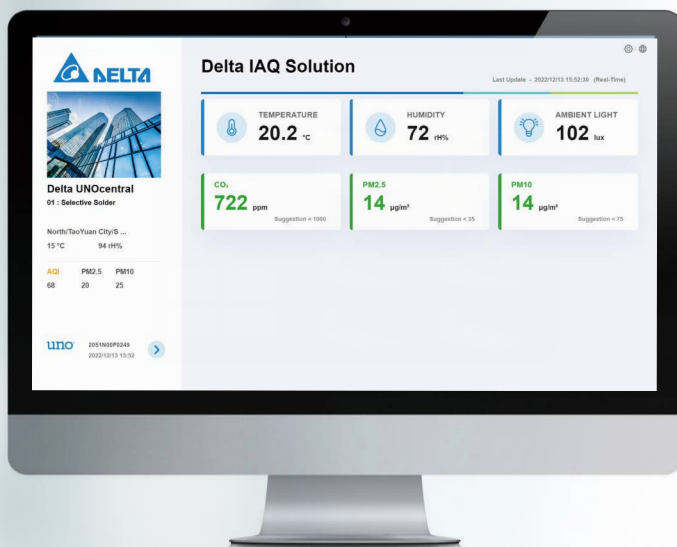 DELTA
Delta UNOcentral
01 : Selective Solder
North/TaoYuan City/S ...
15 °C 94 rH%
AQI PM2.5 PM10
68 20 25
uno 2051N00F0249
2022/12/13 15:52
Delta IAQ Solution
Last Update - 2022/12/13 15:52:30 (Real-Time)
TEMPERATURE
20.2 °C
HUMIDITY
72 rH%
AMBIENT LIGHT
102 lux
CO₂
722 ppm
Suggestion < 1000
PM2.5
14 μg/m³
Suggestion < 35
PM10
14 μg/m³
Suggestion < 75